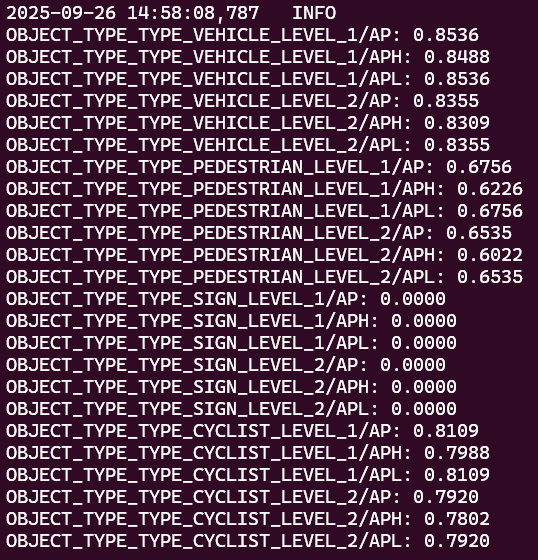 2025-09-26 14:58:08,787   INFO
OBJECT_TYPE_TYPE_VEHICLE_LEVEL_1/AP: 0.8536
OBJECT_TYPE_TYPE_VEHICLE_LEVEL_1/APH: 0.8488
OBJECT_TYPE_TYPE_VEHICLE_LEVEL_1/APL: 0.8536
OBJECT_TYPE_TYPE_VEHICLE_LEVEL_2/AP: 0.8355
OBJECT_TYPE_TYPE_VEHICLE_LEVEL_2/APH: 0.8309
OBJECT_TYPE_TYPE_VEHICLE_LEVEL_2/APL: 0.8355
OBJECT_TYPE_TYPE_PEDESTRIAN_LEVEL_1/AP: 0.6756
OBJECT_TYPE_TYPE_PEDESTRIAN_LEVEL_1/APH: 0.6226
OBJECT_TYPE_TYPE_PEDESTRIAN_LEVEL_1/APL: 0.6756
OBJECT_TYPE_TYPE_PEDESTRIAN_LEVEL_2/AP: 0.6535
OBJECT_TYPE_TYPE_PEDESTRIAN_LEVEL_2/APH: 0.6022
OBJECT_TYPE_TYPE_PEDESTRIAN_LEVEL_2/APL: 0.6535
OBJECT_TYPE_TYPE_SIGN_LEVEL_1/AP: 0.0000
OBJECT_TYPE_TYPE_SIGN_LEVEL_1/APH: 0.0000
OBJECT_TYPE_TYPE_SIGN_LEVEL_1/APL: 0.0000
OBJECT_TYPE_TYPE_SIGN_LEVEL_2/AP: 0.0000
OBJECT_TYPE_TYPE_SIGN_LEVEL_2/APH: 0.0000
OBJECT_TYPE_TYPE_SIGN_LEVEL_2/APL: 0.0000
OBJECT_TYPE_TYPE_CYCLIST_LEVEL_1/AP: 0.8109
OBJECT_TYPE_TYPE_CYCLIST_LEVEL_1/APH: 0.7988
OBJECT_TYPE_TYPE_CYCLIST_LEVEL_1/APL: 0.8109
OBJECT_TYPE_TYPE_CYCLIST_LEVEL_2/AP: 0.7920
OBJECT_TYPE_TYPE_CYCLIST_LEVEL_2/APH: 0.7802
OBJECT_TYPE_TYPE_CYCLIST_LEVEL_2/APL: 0.7920